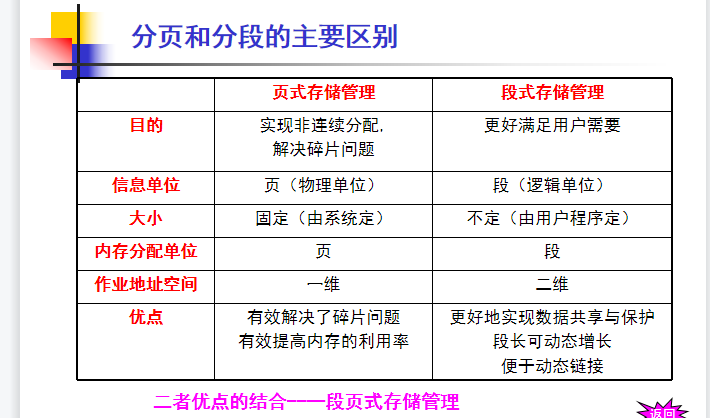 分页和分段的主要区别
页式存储管理 段式存储管理
目的 实现非连续分配, 更好满足用户需要
解决碎片问题
信息单位 页（物理单位） 段（逻辑单位）
大小 固定（由系统定） 不定（由用户程序定）
内存分配单位 页 段
作业地址空间 一维 二维
优点 有效解决了碎片问题 更好地实现数据共享与保护
有效提高内存的利用率 段长可动态增长
便于动态链接
二者优点的结合----段页式存储管理
返回